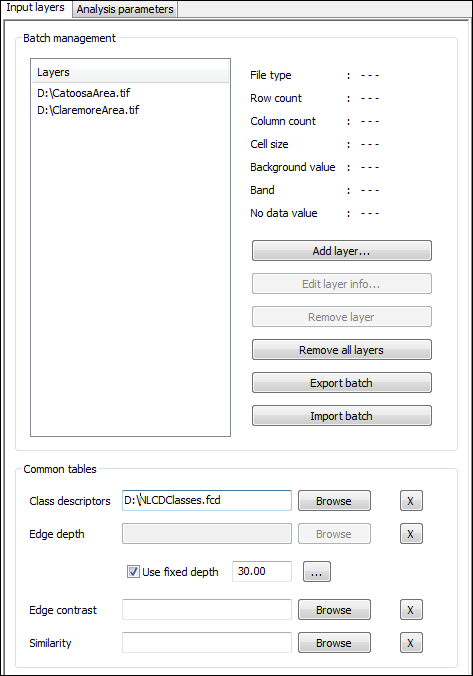 Input layers Analysis parameters
Batch management
Layers
D:\CatoosaArea.tif
D:\ClaremoreArea.tif
File type : ---
Row count : ---
Column count : ---
Cell size : ---
Background value : ---
Band : ---
No data value : ---
Add layer...
Edit layer info...
Remove layer
Remove all layers
Export batch
Import batch
Common tables
Class descriptors D:\NLCDClasses.fcd Browse X
Edge depth Browse X
Use fixed depth 30.00 ...
Edge contrast Browse X
Similarity Browse X